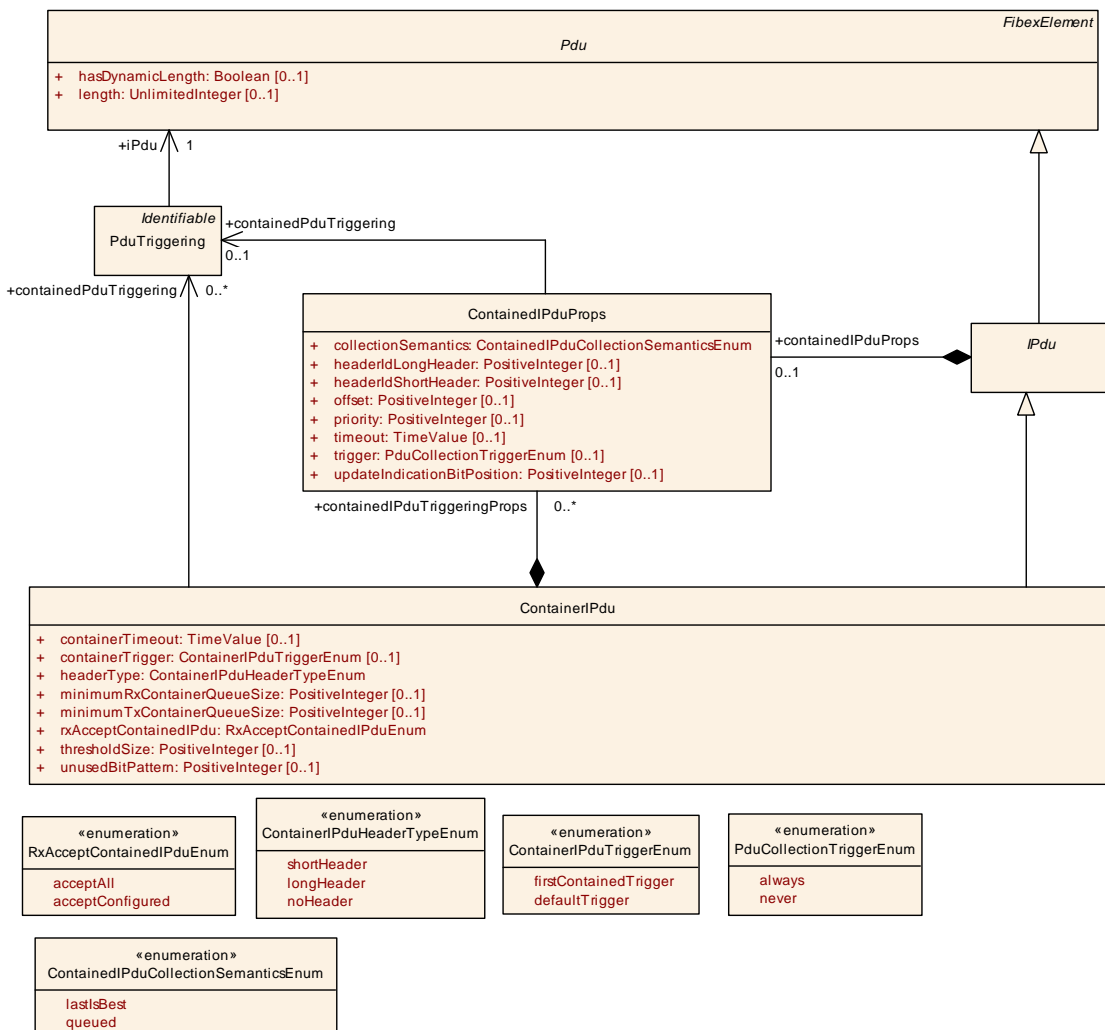 FibexElement
Pdu
+ hasDynamicLength: Boolean [0..1]
+ length: UnlimitedInteger [0..1]
+iPdu 1
Identifiable
PduTriggering
+containedPduTriggering
0..1
+containedPduTriggering 0..*
ContainedIPduProps
+ collectionSemantics: ContainedIPduCollectionSemanticsEnum
+ headerIdLongHeader: PositiveInteger [0..1]
+ headerIdShortHeader: PositiveInteger [0..1]
+ offset: PositiveInteger [0..1]
+ priority: PositiveInteger [0..1]
+ timeout: TimeValue [0..1]
+ trigger: PduCollectionTriggerEnum [0..1]
+ updateIndicationBitPosition: PositiveInteger [0..1]
+containedIPduProps
0..1
IPdu
+containedIPduTriggeringProps 0..*
ContainerIPdu
+ containerTimeout: TimeValue [0..1]
+ containerTrigger: ContainerIPduTriggerEnum [0..1]
+ headerType: ContainerIPduHeaderTypeEnum
+ minimumRxContainerQueueSize: PositiveInteger [0..1]
+ minimumTxContainerQueueSize: PositiveInteger [0..1]
+ rxAcceptContainedIPdu: RxAcceptContainedIPduEnum
+ thresholdSize: PositiveInteger [0..1]
+ unusedBitPattern: PositiveInteger [0..1]
«enumeration»
RxAcceptContainedIPduEnum
acceptAll
acceptConfigured
«enumeration»
ContainerIPduHeaderTypeEnum
shortHeader
longHeader
noHeader
«enumeration»
ContainerIPduTriggerEnum
firstContainedTrigger
defaultTrigger
«enumeration»
PduCollectionTriggerEnum
always
never
«enumeration»
ContainedIPduCollectionSemanticsEnum
lastIsBest
queued